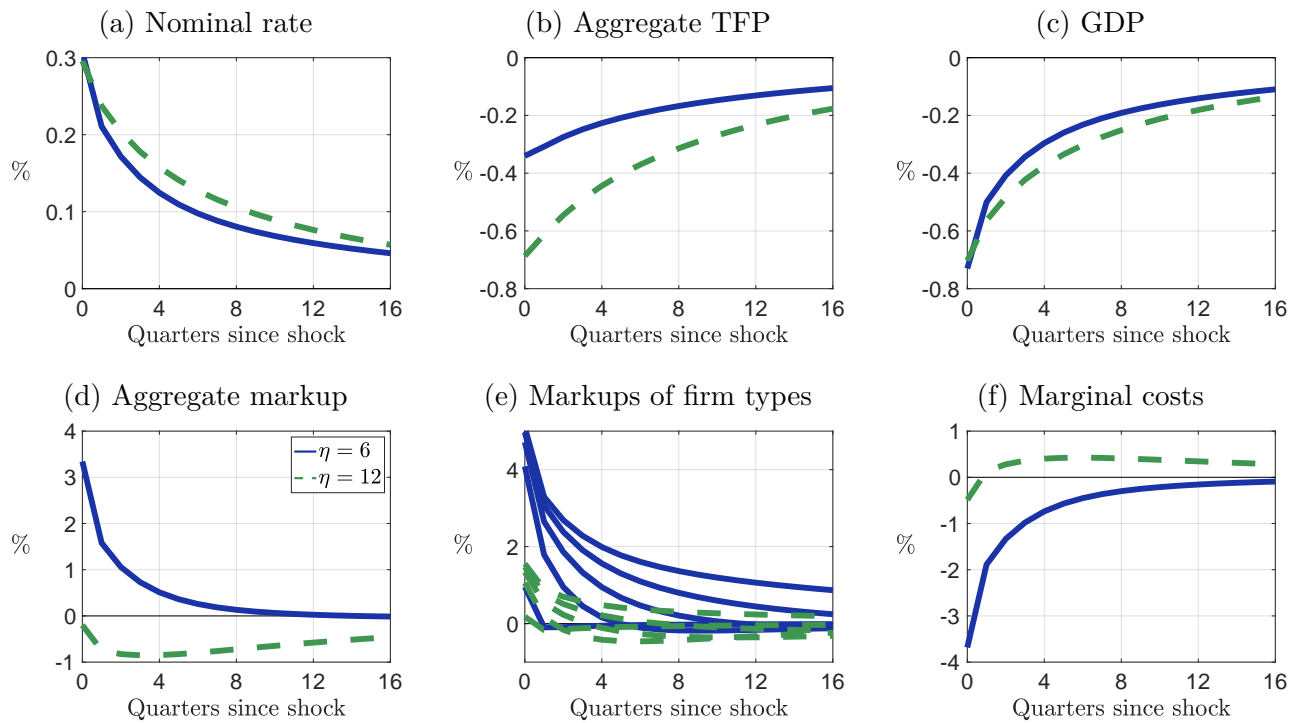 (a) Nominal rate
0.3
0.2
%
0.1
0
0 4 8 12 16
Quarters since shock
(b) Aggregate TFP
0
-0.2
-0.4
%
-0.6
-0.8
0 4 8 12 16
Quarters since shock
(c) GDP
0
-0.2
-0.4
%
-0.6
-0.8
0 4 8 12 16
Quarters since shock
(d) Aggregate markup
4
3
2
%
1
0
-1
η = 6
η = 12
0 4 8 12 16
Quarters since shock
(e) Markups of firm types
4
2
%
0
0 4 8 12 16
Quarters since shock
(f) Marginal costs
1
0
-1
%
-2
-3
-4
0 4 8 12 16
Quarters since shock